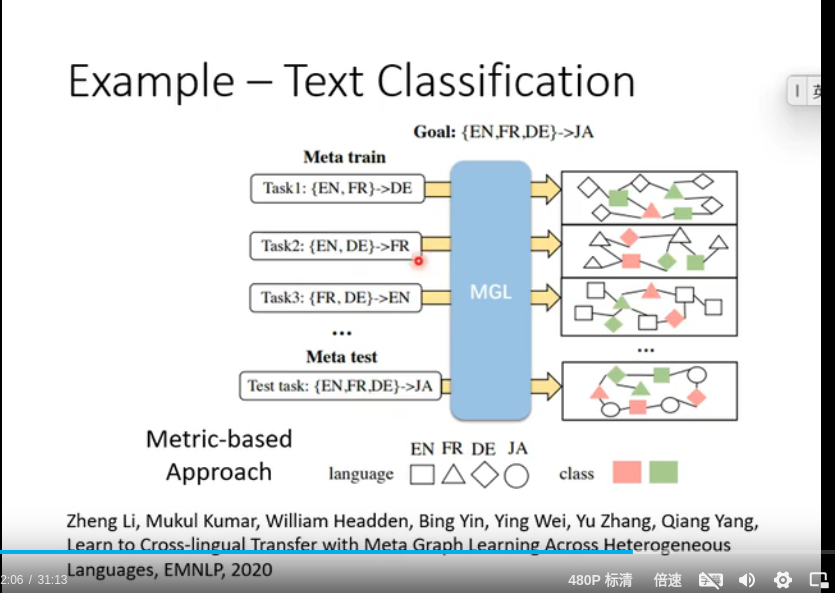 Example – Text Classification
Goal: {EN,FR,DE}->JA
Meta train
Task1: {EN, FR}->DE
Task2: {EN, DE}->FR
MGL
Task3: {FR, DE}->EN
...
...
Meta test
Test task: {EN,FR,DE}->JA
Metric-based
Approach
EN FR DE JA
language
class
Zheng Li, Mukul Kumar, William Headden, Bing Yin, Ying Wei, Yu Zhang, Qiang Yang,
Learn to Cross-lingual Transfer with Meta Graph Learning Across Heterogeneous
Languages, EMNLP, 2020
2:06 / 31:13
480P 标清
倍速